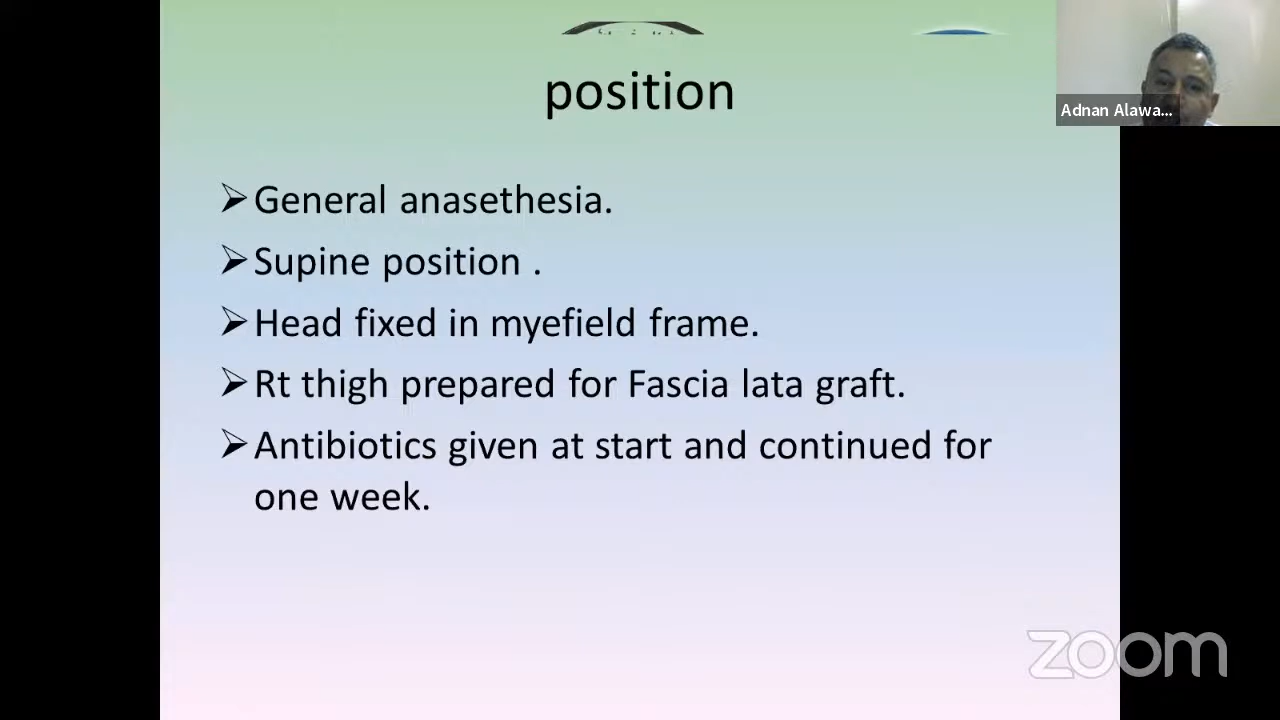 position
Adnan Alawa...
➢General anasethesia.
➢Supine position .
➢Head fixed in myefield frame.
➢Rt thigh prepared for Fascia lata graft.
➢Antibiotics given at start and continued for
one week.
zoom